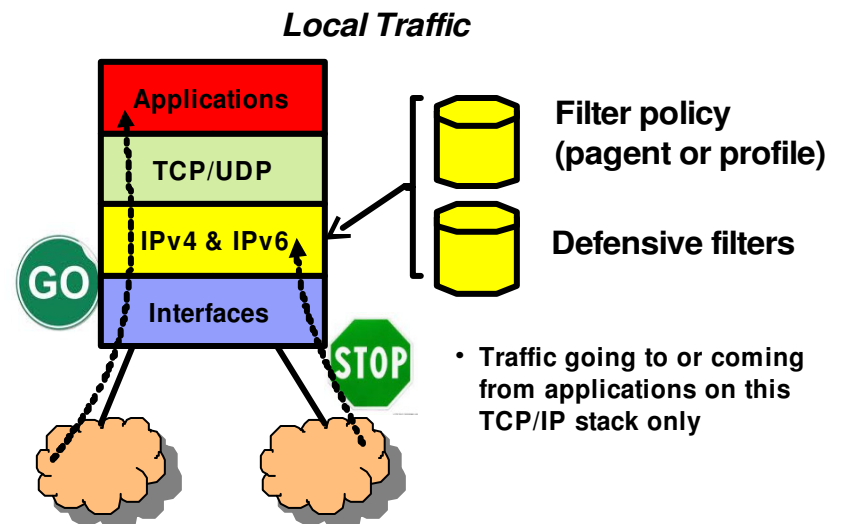 Local Traffic
Applications
TCP/UDP
IPv4 & IPv6
Interfaces
GO
STOP
Filter policy
(pagent or profile)
Defensive filters
• Traffic going to or coming
from applications on this
TCP/IP stack only